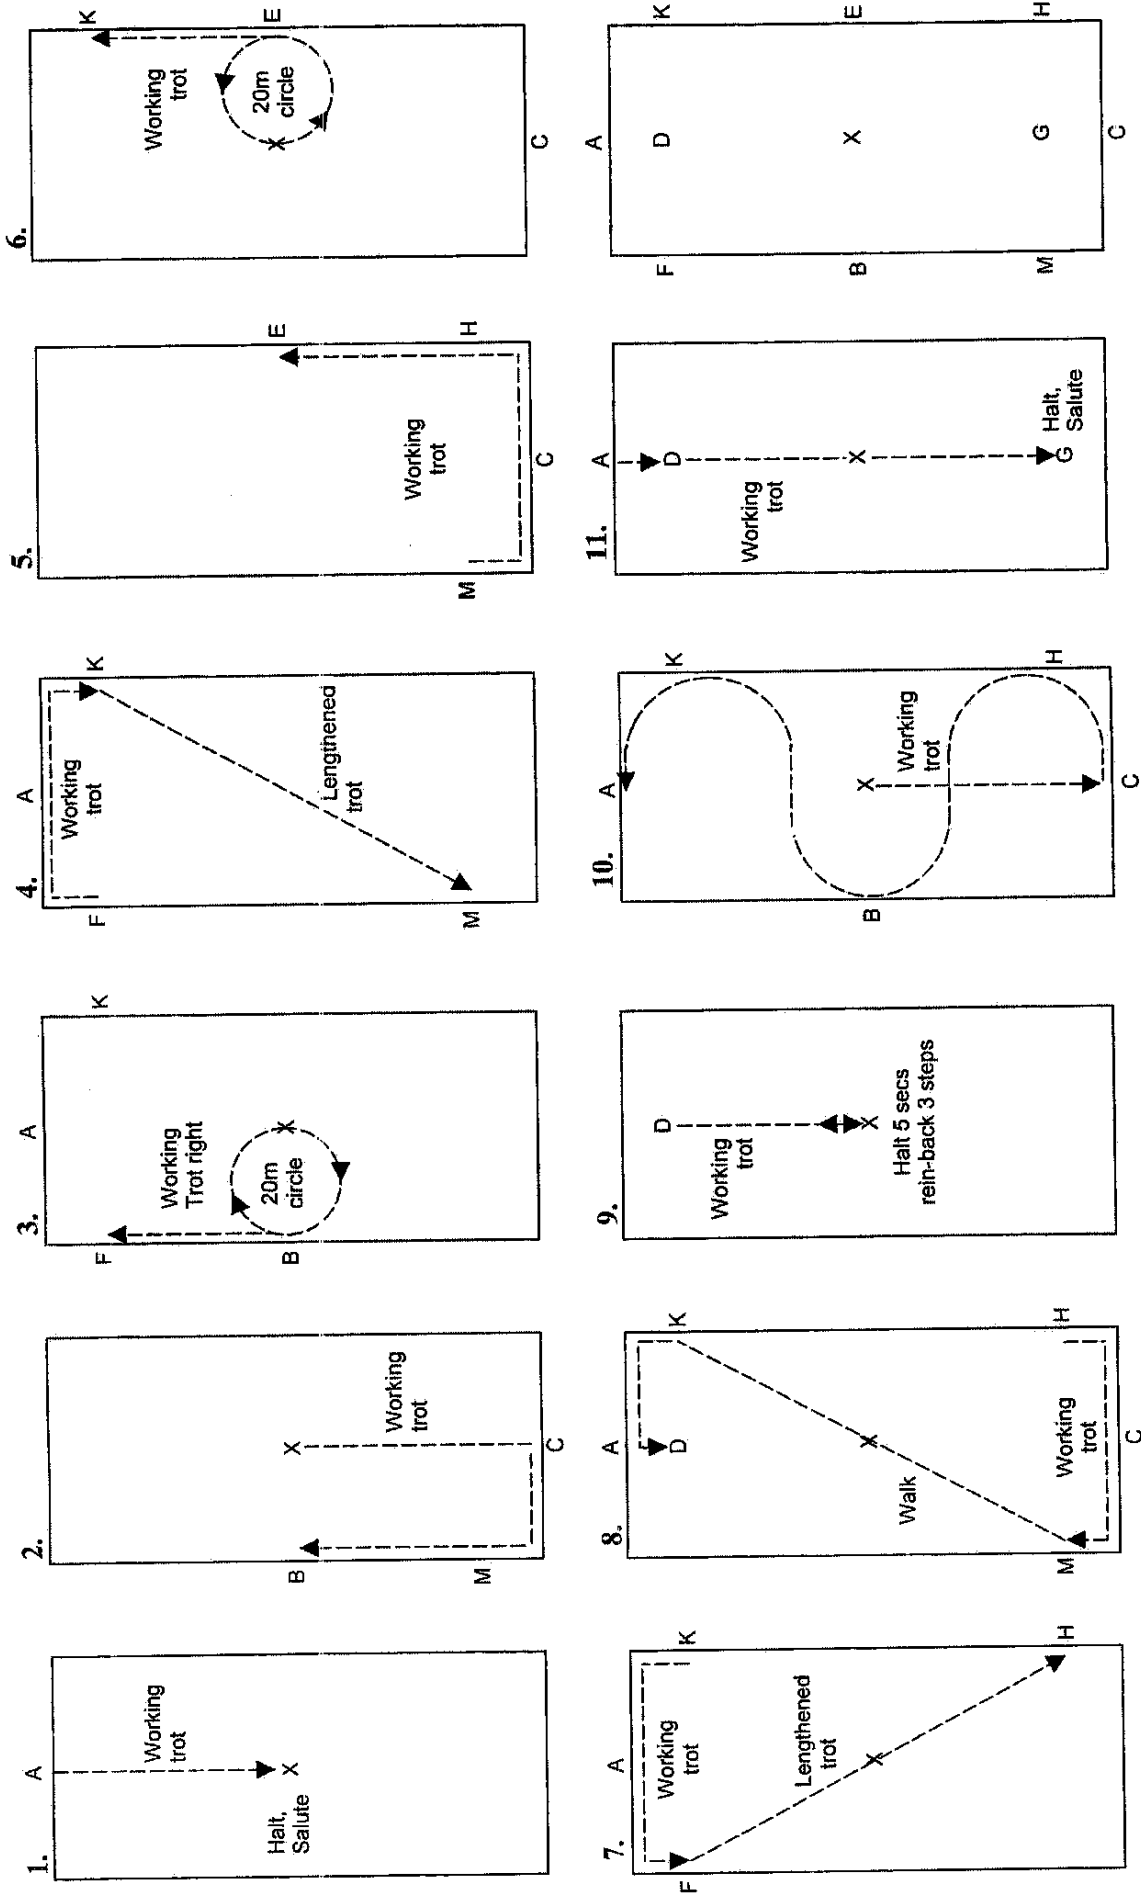 1.
A
Working
trot
Halt,
Salute
X
2.
B
X
Working
trot
M
C
3.
A
F
K
Working
Trot right
20m
circle
B
X
4.
A
F
K
Working
trot
Lengthened
trot
M
5.
E
Working
trot
M
H
C
6.
K
Working
trot
20m
circle
X
E
C
7.
A
F
K
Working
trot
Lengthened
trot
X
H
8.
A
D
K
X
Walk
Working
trot
M
H
C
9.
D
Working
trot
X
Halt 5 secs
rein-back 3 steps
10.
A
K
B
X
Working
trot
H
C
11.
A
D
Working
trot
X
G
Halt,
Salute
A
F
D
K
B
X
E
M
G
H
C